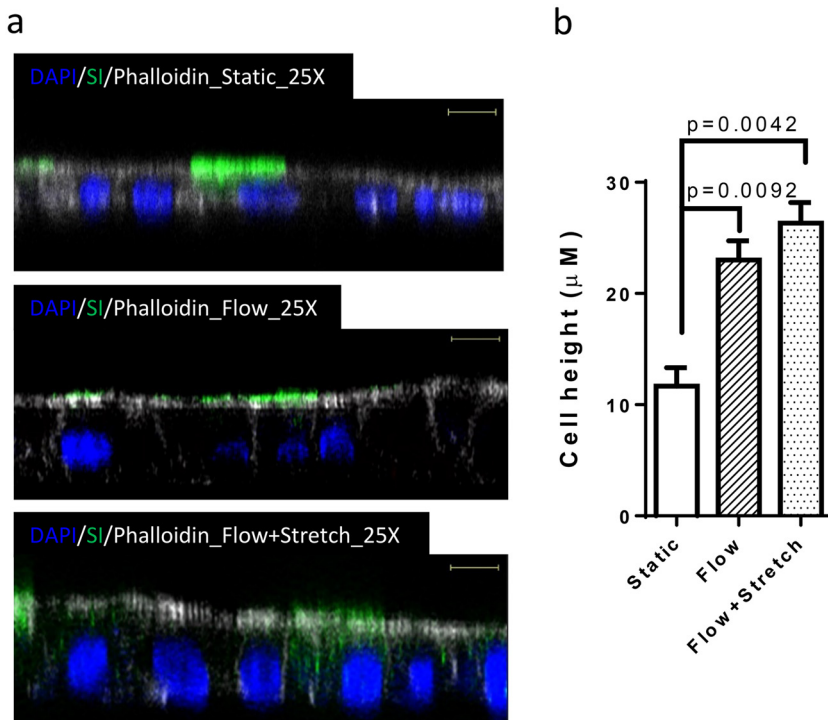 a
DAPI/SI/Phalloidin_Static_25X
DAPI/SI/Phalloidin_Flow_25X
DAPI/SI/Phalloidin_Flow+Stretch_25X
b
p=0.0042
p=0.0092
30
20
10
0
Cell height (μM)
Static
Flow
Flow+Stretch